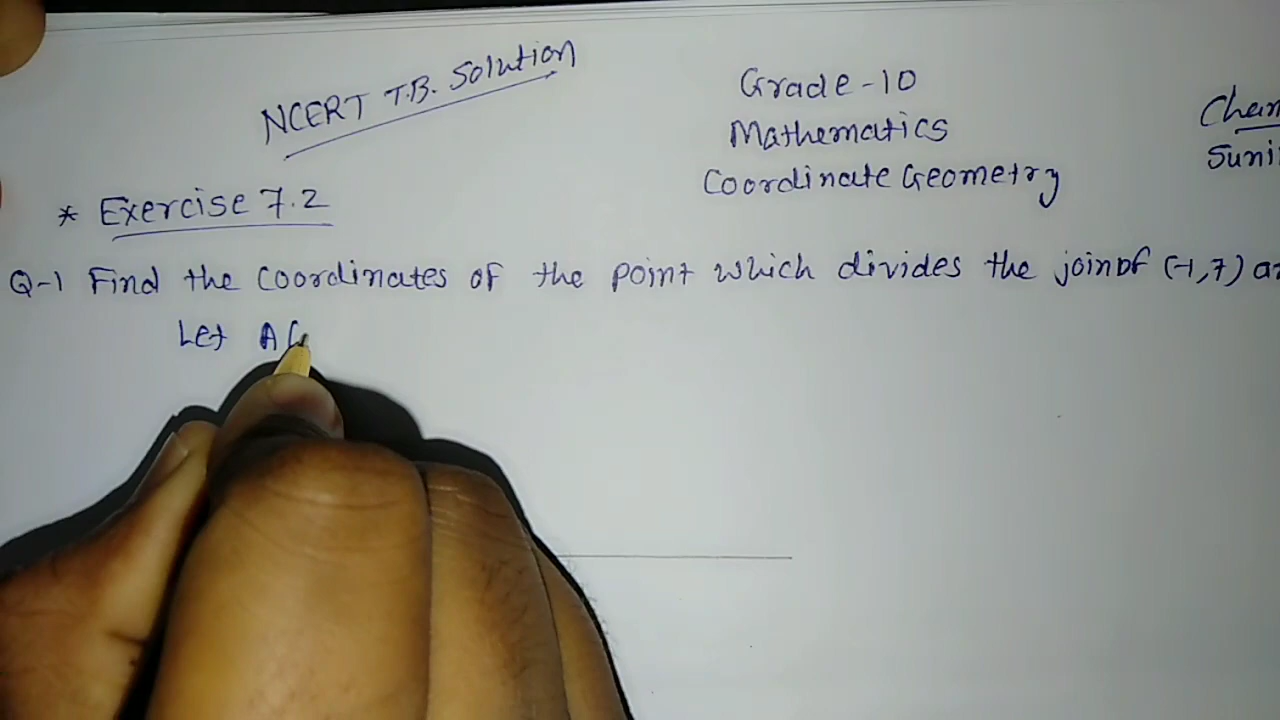 NCERT T.B. Solution
Grade-10
Mathematics
Coordinate Geometry
* Exercise 7.2
Q-1 Find the Coordinates of the point which divides the join of (-1,7)
Let A(